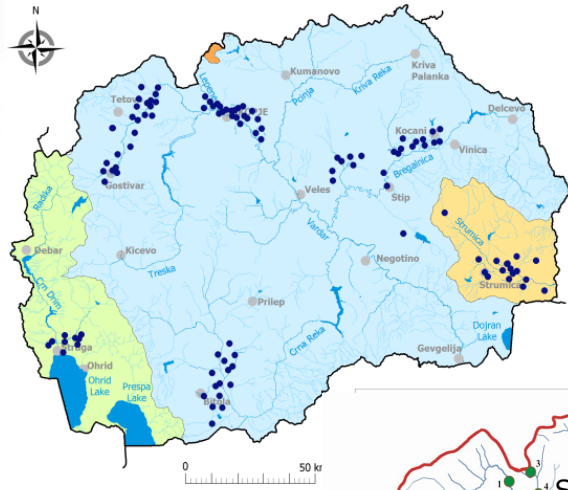 N
Kumanovo
Kriva
Palanka
Kriva Reka
Pcinja
Lepenec
Tetovo
Delcevo
Kocani
Vinica
Bregalnica
Gostivar
Radika
Veles
Stip
Vardar
Strumica
Debar
Kicevo
Treska
Negotino
Strumica
Crn Drim
Prilep
Crna Reka
Dojran
Lake
Struga
Ohrid
Gevgelija
Ohrid
Lake
Prespa
Lake
Bitola
0
50 km
3
1
4
S